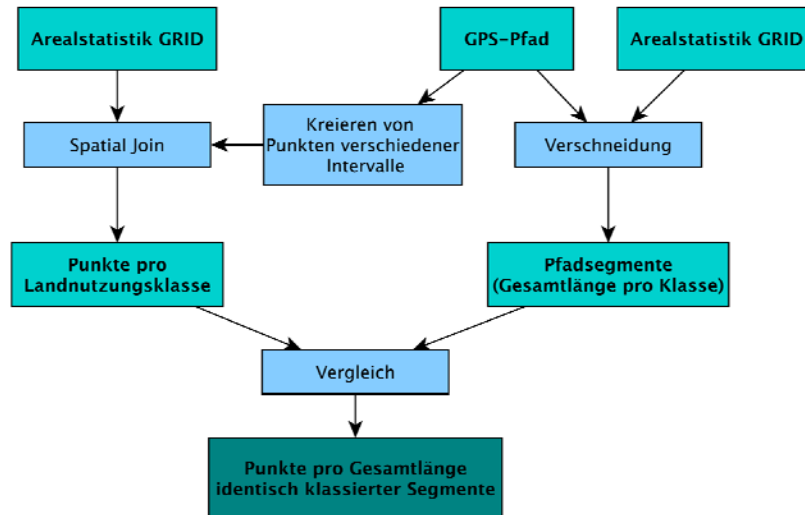 Arealstatistik GRID
GPS-Pfad
Arealstatistik GRID
Spatial Join
Kreieren von
Punkten verschiedener
Intervalle
Verschneidung
Punkte pro
Landnutzungsklasse
Pfadsegmente
(Gesamtlänge pro Klasse)
Vergleich
Punkte pro Gesamtlänge
identisch klassierter Segmente